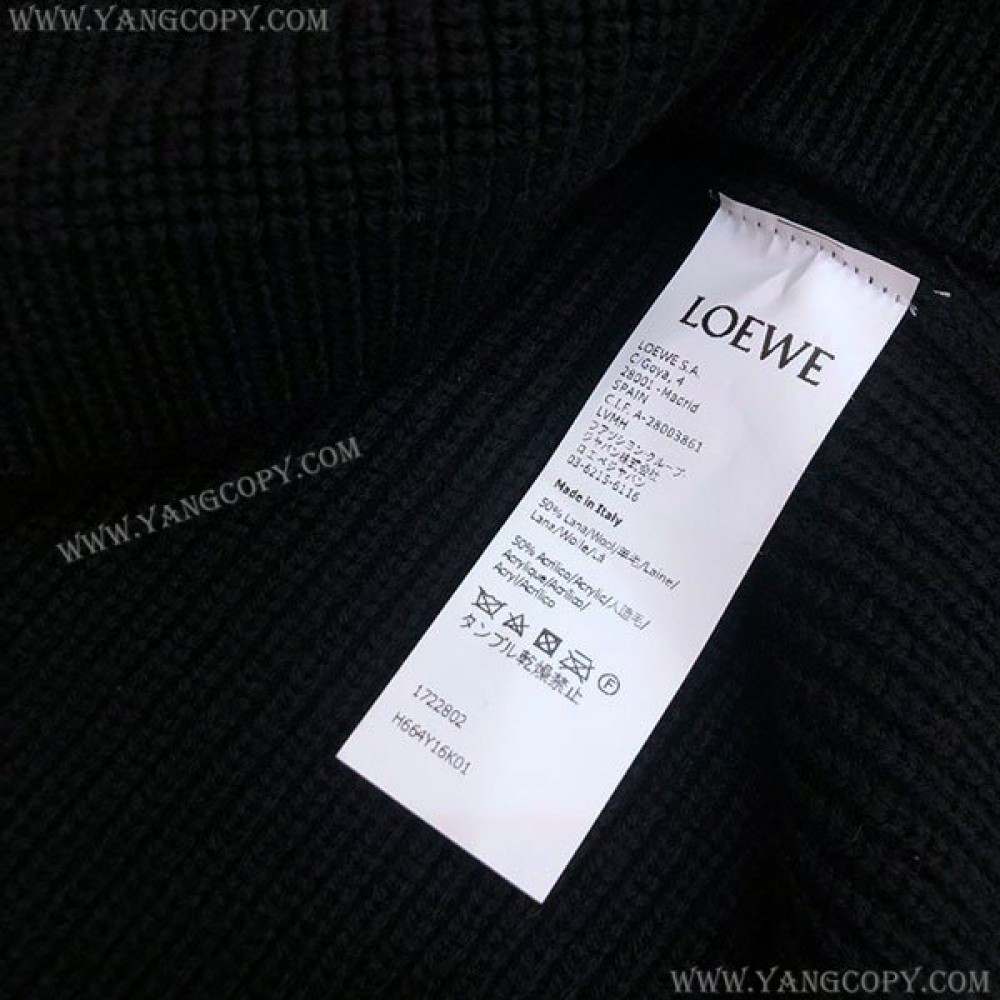 WWW.YANGCOPY.COM
LOEWE
LOEWE S.A.
C/Goya, 4
28001 - Madrid
SPAIN
C.I.F. A-28003861
LVMH
ファッショングループ
ジャパン株式会社
ロエベジャパン
03-6215-6116
Made in Italy
50% Lana/Wool/羊毛/Laine/
Lana/Wolle/Lã
50% Acrilico/Acrylic/人造毛/
Acrylique/Acrílico/
Acryl/Acrílico
F
タンブル乾燥禁止
1722802
H664Y16K01
WWW.YANGCOPY.COM
WWW.YANGCOPY.COM